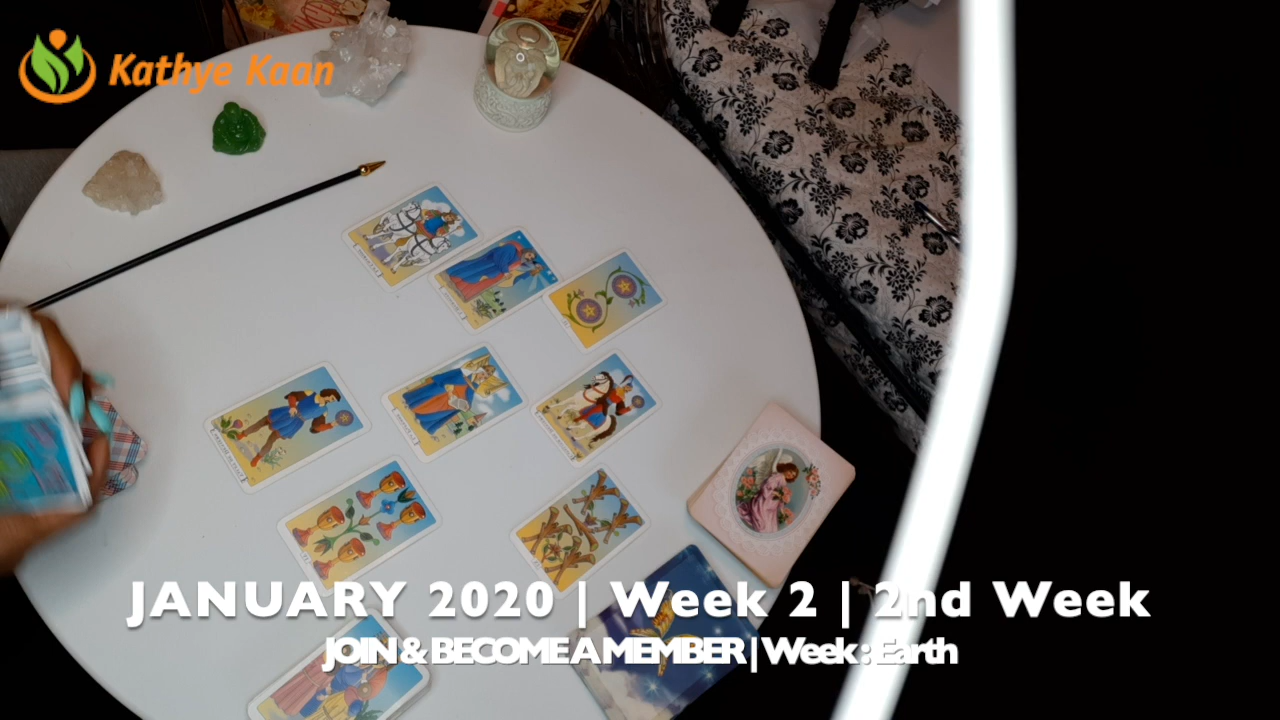 Kathye Kaan
JANUARY 2020 | Week 2 | 2nd Week
JOIN & BECOME A MEMBER | Week : Earth